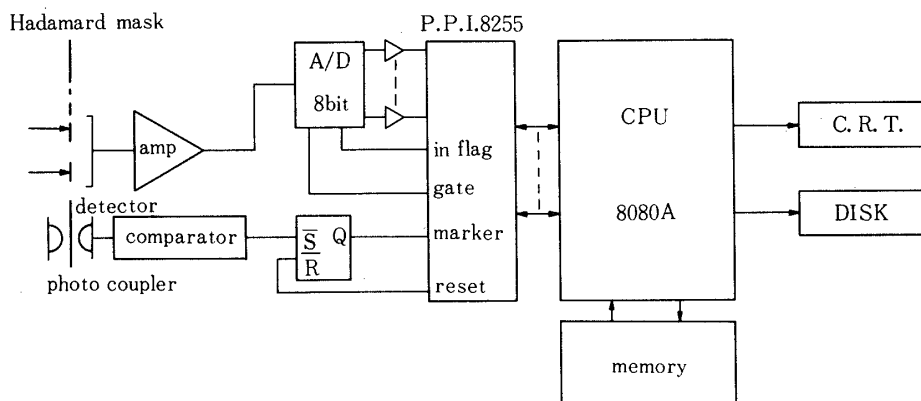 Hadamard mask
P.P.I.8255
A/D
8bit
amp
CPU
8080A
C.R.T.
DISK
in flag
gate
detector
comparator
S Q
R
marker
reset
photo coupler
memory